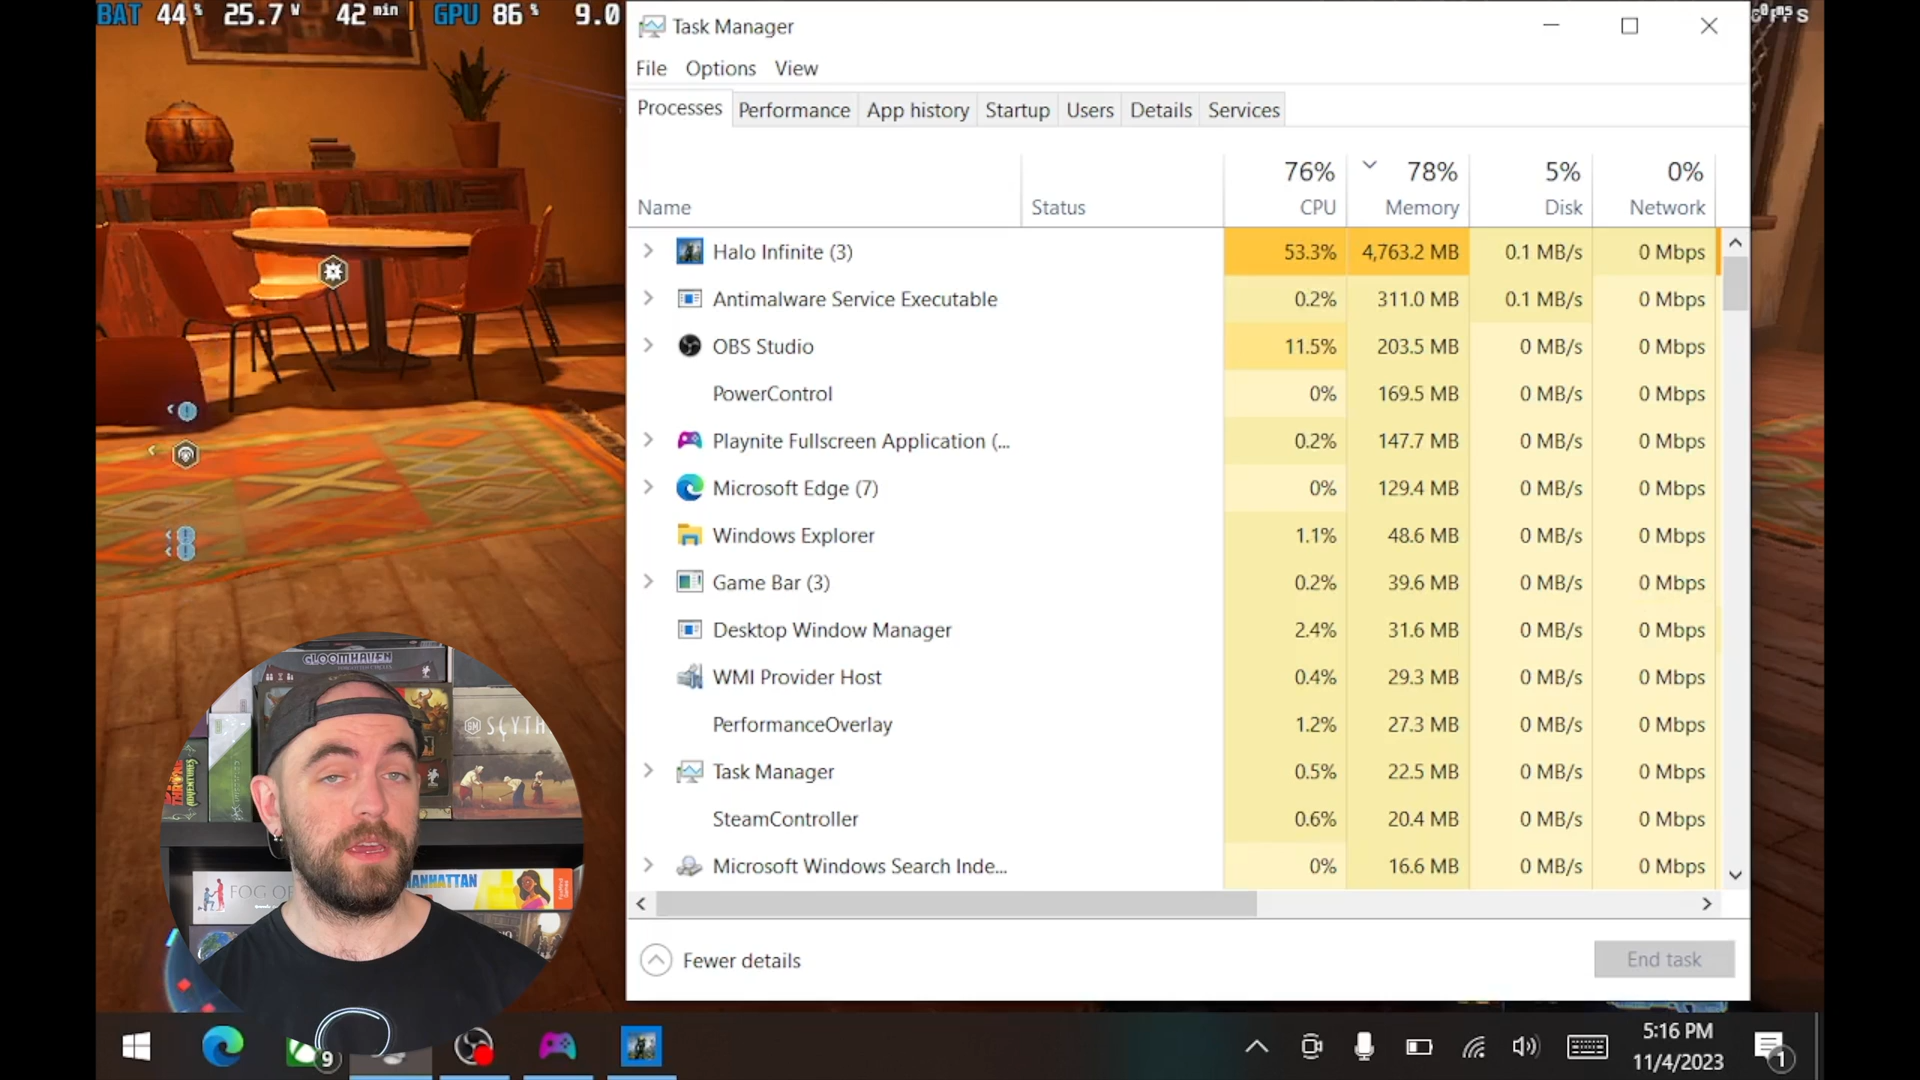 BAT 44 % 25.7 W 42 min GPU 86 % 9.0
FPS
Task Manager
File Options View
Processes Performance App history Startup Users Details Services
76% 78% 5% 0%
Name Status CPU Memory Disk Network
Halo Infinite (3) 53.3% 4,763.2 MB 0.1 MB/s 0 Mbps
Antimalware Service Executable 0.2% 311.0 MB 0.1 MB/s 0 Mbps
OBS Studio 11.5% 203.5 MB 0 MB/s 0 Mbps
PowerControl 0% 169.5 MB 0 MB/s 0 Mbps
Playnite Fullscreen Application (... 0.2% 147.7 MB 0 MB/s 0 Mbps
Microsoft Edge (7) 0% 129.4 MB 0 MB/s 0 Mbps
Windows Explorer 1.1% 48.6 MB 0 MB/s 0 Mbps
Game Bar (3) 0.2% 39.6 MB 0 MB/s 0 Mbps
Desktop Window Manager 2.4% 31.6 MB 0 MB/s 0 Mbps
WMI Provider Host 0.4% 29.3 MB 0 MB/s 0 Mbps
PerformanceOverlay 1.2% 27.3 MB 0 MB/s 0 Mbps
Task Manager 0.5% 22.5 MB 0 MB/s 0 Mbps
SteamController 0.6% 20.4 MB 0 MB/s 0 Mbps
Microsoft Windows Search Inde... 0% 16.6 MB 0 MB/s 0 Mbps
Fewer details End task
GLOOMHAVEN
SCYTH
DICE THRONE ADVENTURES
FOG OF
MANHATTAN
9
5:16 PM
11/4/2023
1